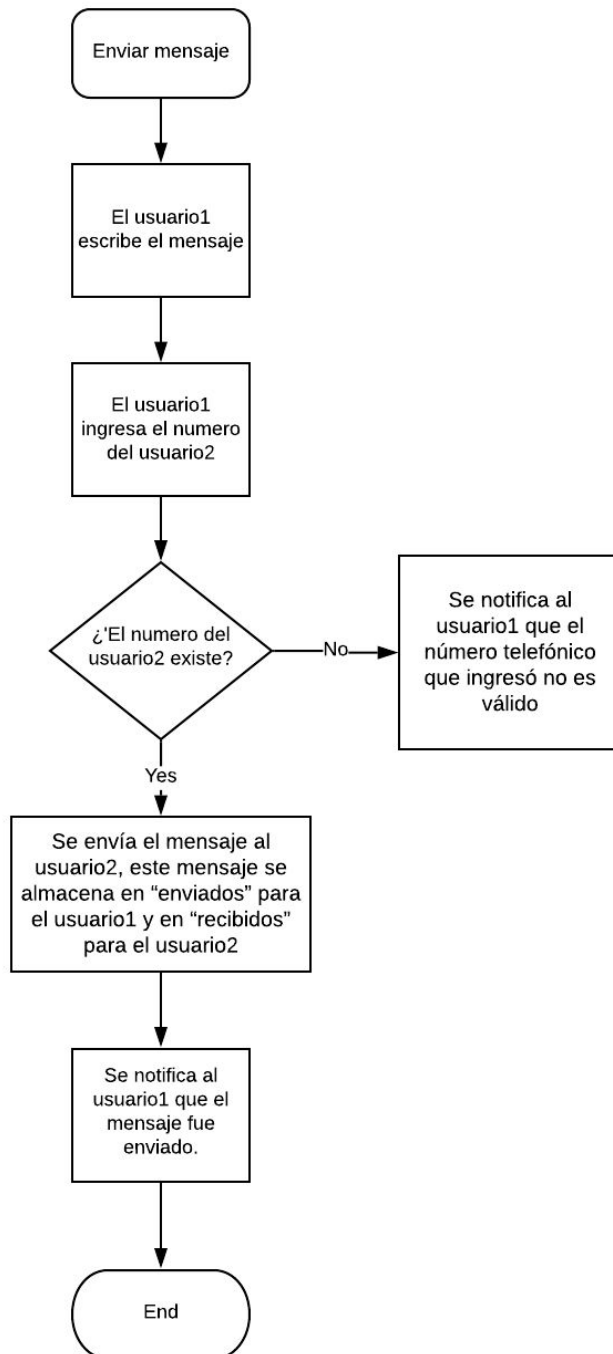 Enviar mensaje
El usuario1
escribe el mensaje
El usuario1
ingresa el numero
del usuario2
¿'El numero del
usuario2 existe?
No
Se notifica al
usuario1 que el
número telefónico
que ingresó no es
válido
Yes
Se envía el mensaje al
usuario2, este mensaje se
almacena en “enviados” para
el usuario1 y en “recibidos”
para el usuario2
Se notifica al
usuario1 que el
mensaje fue
enviado.
End